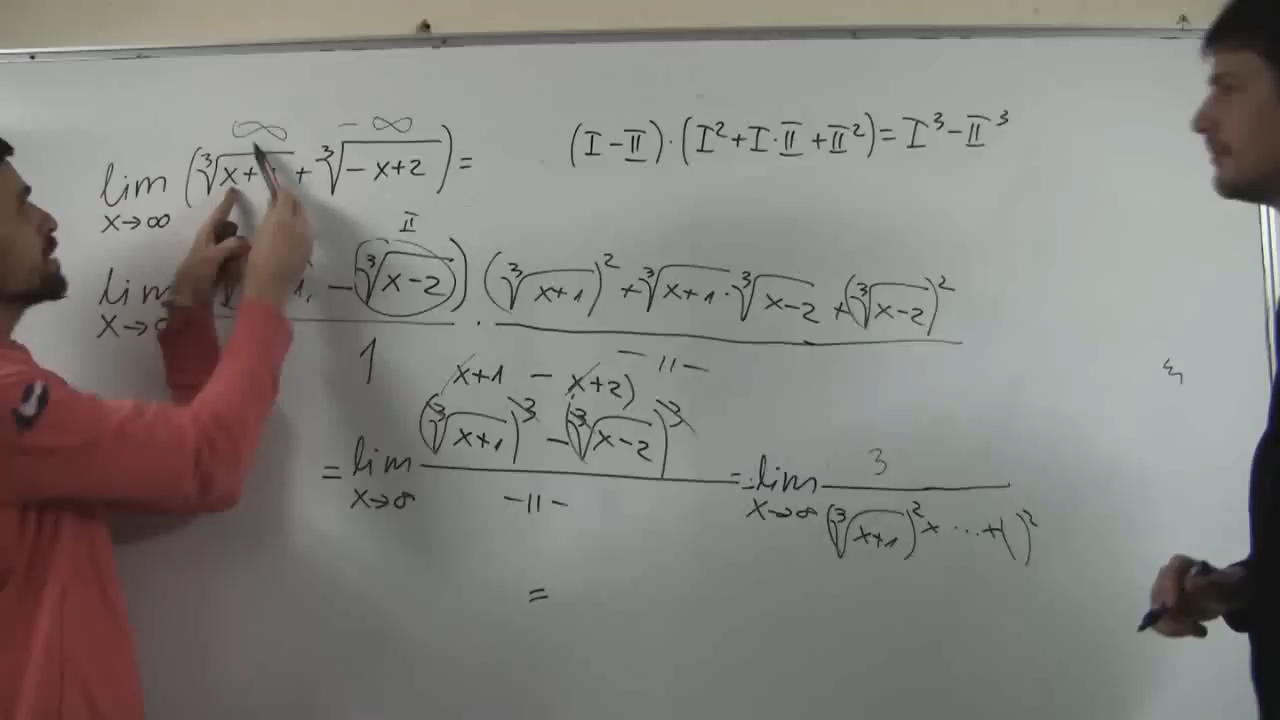 ∞ - ∞
lim (∛x+ + ∛-x+2) =
x→∞
(I-II)·(I²+I·II+II²)=I³-II³
II
lim - (∛x-2)) · (∛x+1)² + ∛x+1 · ∛x-2 + (∛x-2)²
x→
1 -11-
x+1 - x+2)
= lim (∛x+1)³ - (∛x-2)³ = lim 3
x→∞ -11- x→∞ (∛x+1)²+ ...+( )²
=